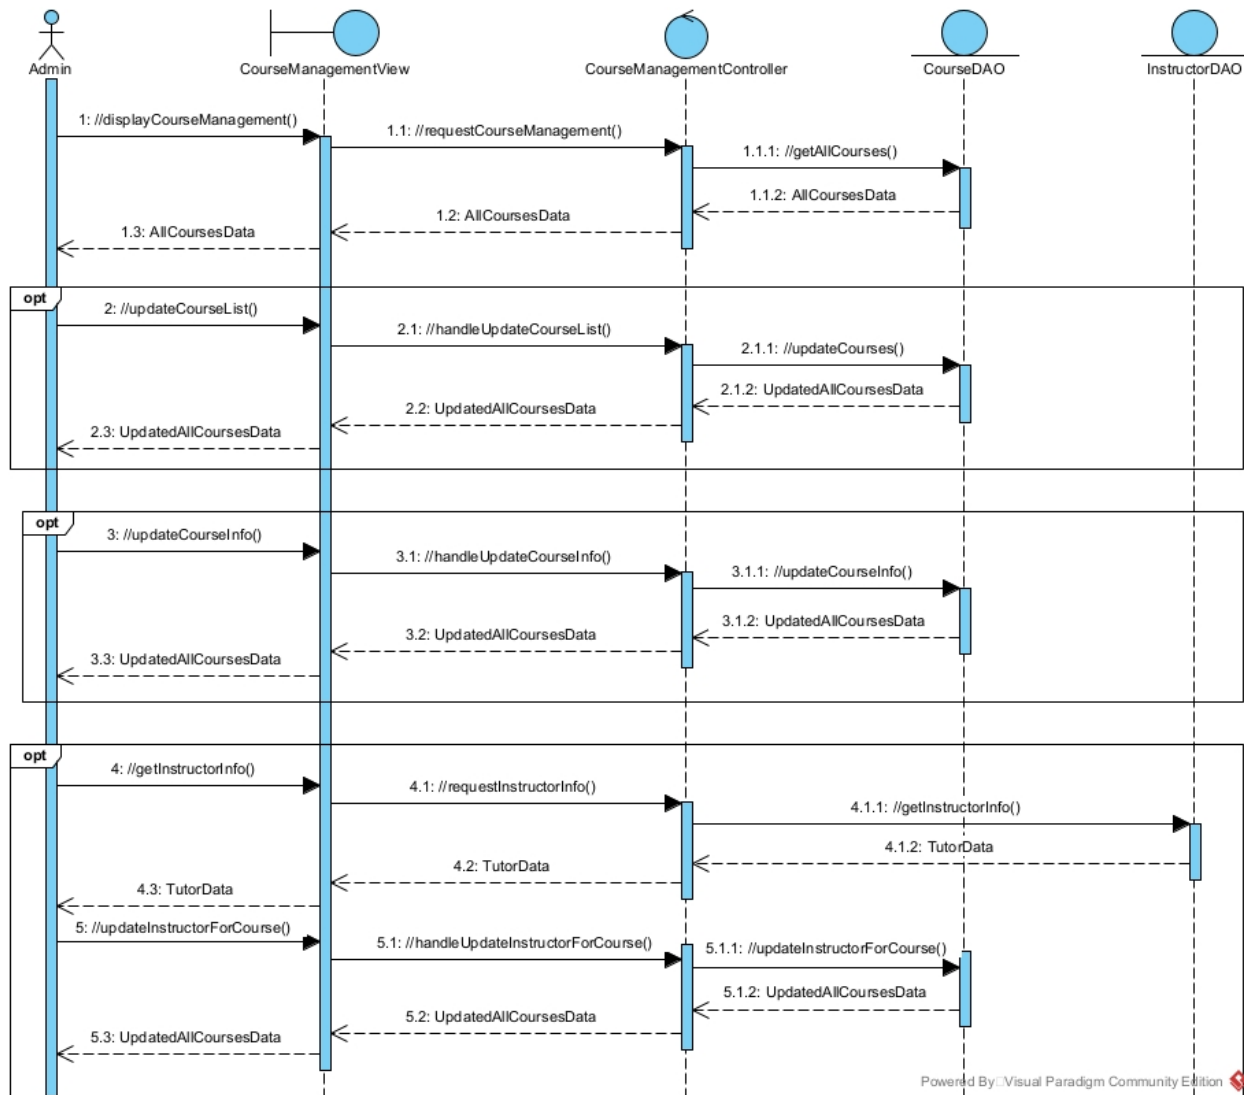 Admin
CourseManagementView
CourseManagementController
CourseDAO
InstructorDAO
1: //displayCourseManagement()
1.1: //requestCourseManagement()
1.1.1: //getAllCourses()
1.1.2: AllCoursesData
1.2: AllCoursesData
1.3: AllCoursesData
opt
2: //updateCourseList()
2.1: //handleUpdateCourseList()
2.1.1: //updateCourses()
2.1.2: UpdatedAllCoursesData
2.2: UpdatedAllCoursesData
2.3: UpdatedAllCoursesData
opt
3: //updateCourseInfo()
3.1: //handleUpdateCourseInfo()
3.1.1: //updateCourseInfo()
3.1.2: UpdatedAllCoursesData
3.2: UpdatedAllCoursesData
3.3: UpdatedAllCoursesData
opt
4: //getInstructorInfo()
4.1: //requestInstructorInfo()
4.1.1: //getInstructorInfo()
4.1.2: TutorData
4.2: TutorData
4.3: TutorData
5: //updateInstructorForCourse()
5.1: //handleUpdateInstructorForCourse()
5.1.1: //updateInstructorForCourse()
5.1.2: UpdatedAllCoursesData
5.2: UpdatedAllCoursesData
5.3: UpdatedAllCoursesData
Powered By Visual Paradigm Community Edition